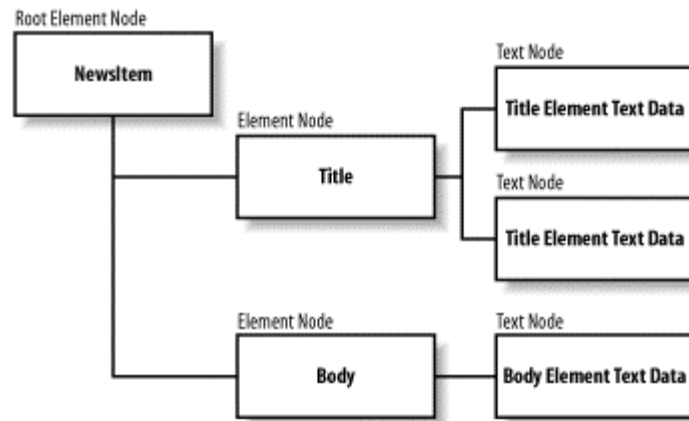 Root Element Node
NewsItem
Element Node
Title
Text Node
Title Element Text Data
Text Node
Title Element Text Data
Element Node
Body
Text Node
Body Element Text Data